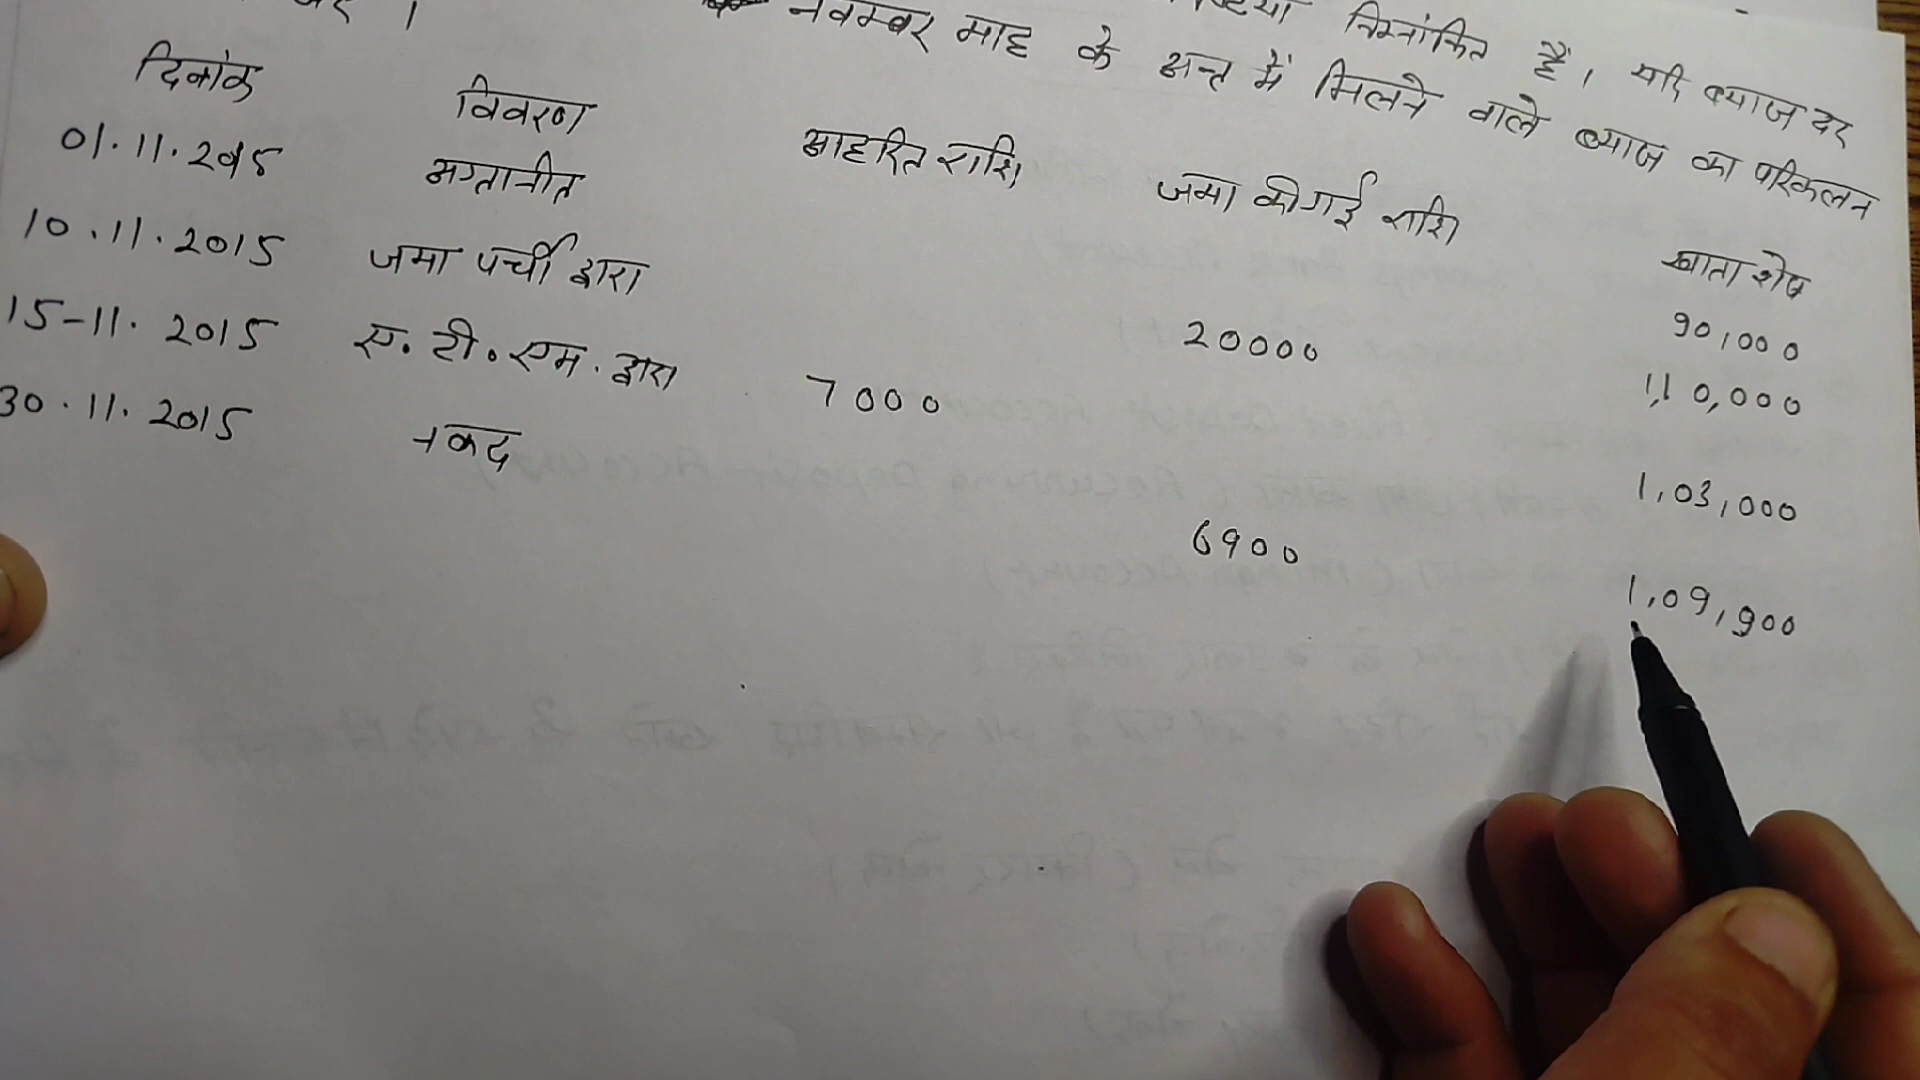 निम्नांकित हैं। यदि ब्याज दर
नवम्बर माह के अन्त में मिलने वाले ब्याज का परिकलन
दिनांक विवरण आहरित राशि जमा की गई राशि खाता शेष
01.11.2015 अग्रानीत 90,000
10.11.2015 जमा पर्ची द्वारा 20000 1,10,000
15-11.2015 ए.टी.एम. द्वारा 7000 1,03,000
30.11.2015 नकद 6900 1,09,900